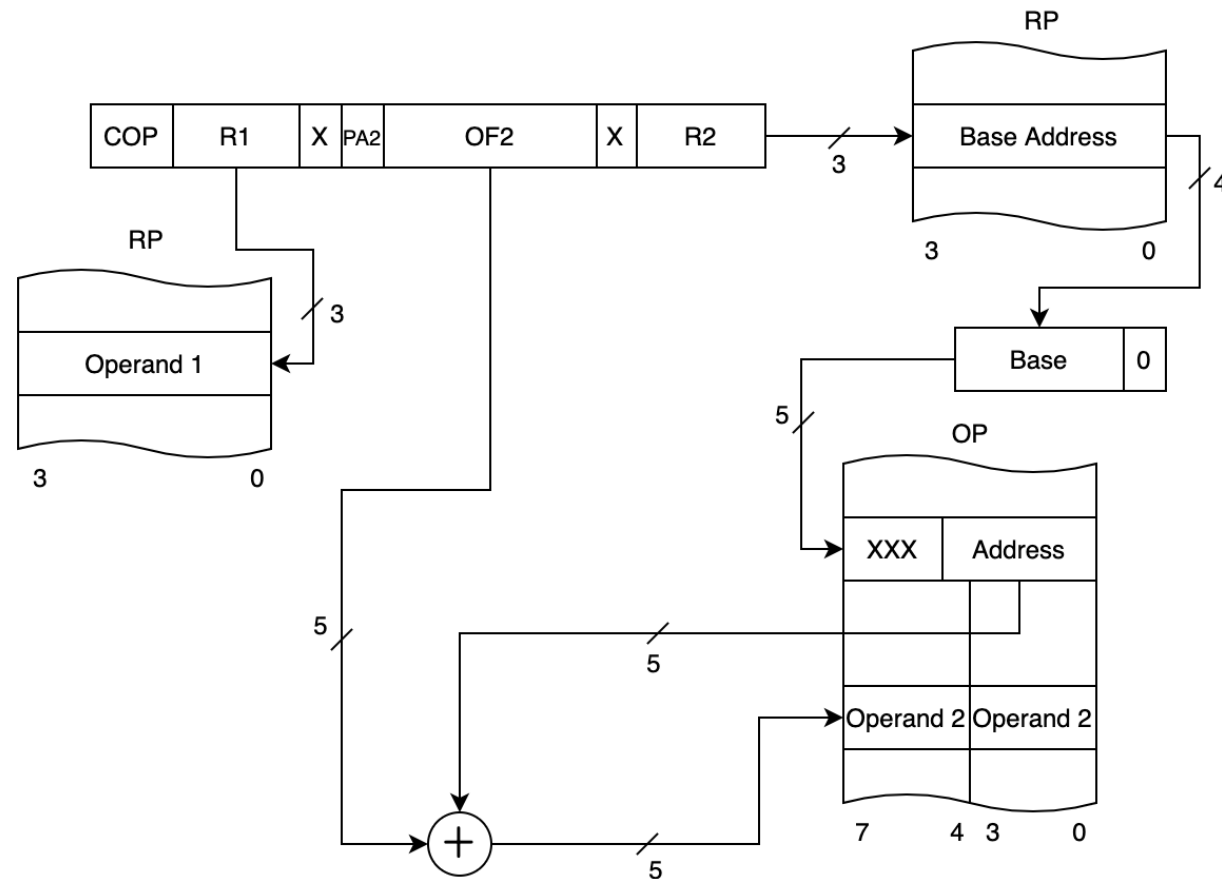 RP
COP R1 X PA2 OF2 X R2
3
Base Address
4
3 0
RP
3
Operand 1
3 0
Base 0
5
OP
XXX Address
5
5
Operand 2 Operand 2
7 4 3 0
+
5